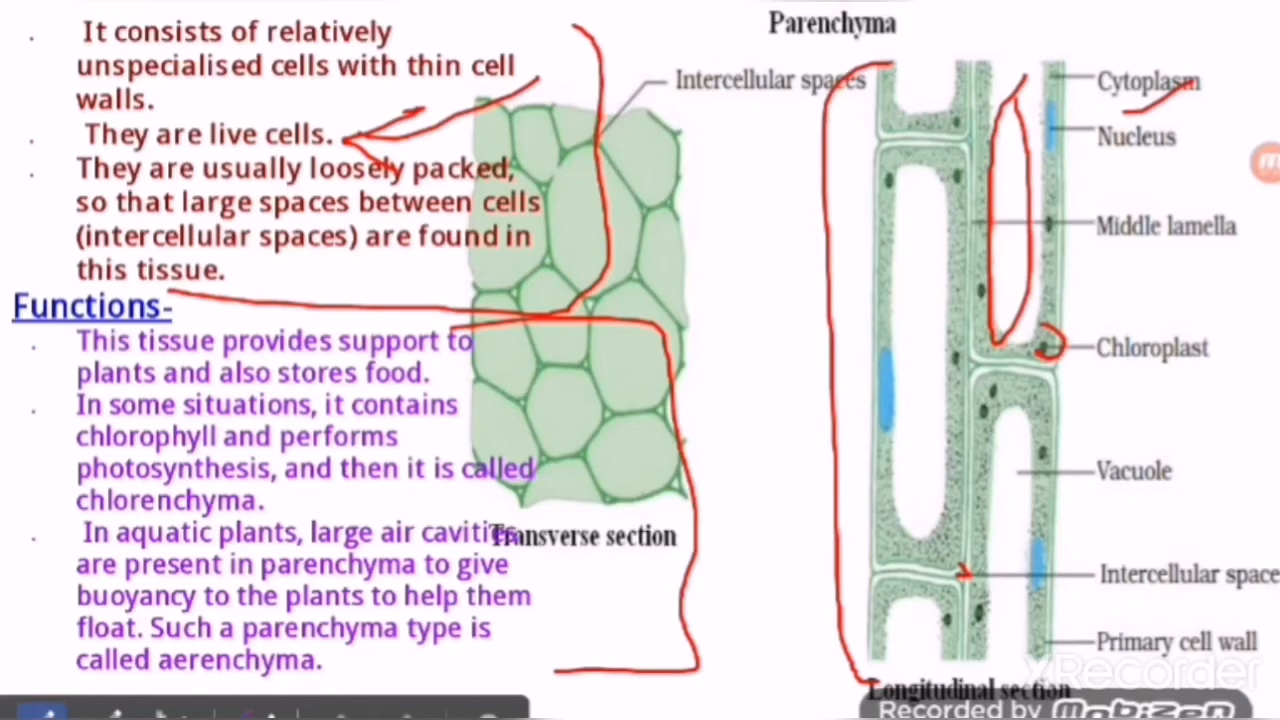 . It consists of relatively
unspecialised cells with thin cell
walls.
. They are live cells.
. They are usually loosely packed,
so that large spaces between cells
(intercellular spaces) are found in
this tissue.
Functions-
. This tissue provides support to
plants and also stores food.
. In some situations, it contains
chlorophyll and performs
photosynthesis, and then it is called
chlorenchyma.
. In aquatic plants, large air cavities
are present in parenchyma to give
buoyancy to the plants to help them
float. Such a parenchyma type is
called aerenchyma.
Parenchyma
Intercellular spaces
Transverse section
Cytoplasm
Nucleus
Middle lamella
Chloroplast
Vacuole
Intercellular space
Primary cell wall
Longitudinal section
XRecorder
Recorded by mobizen
m